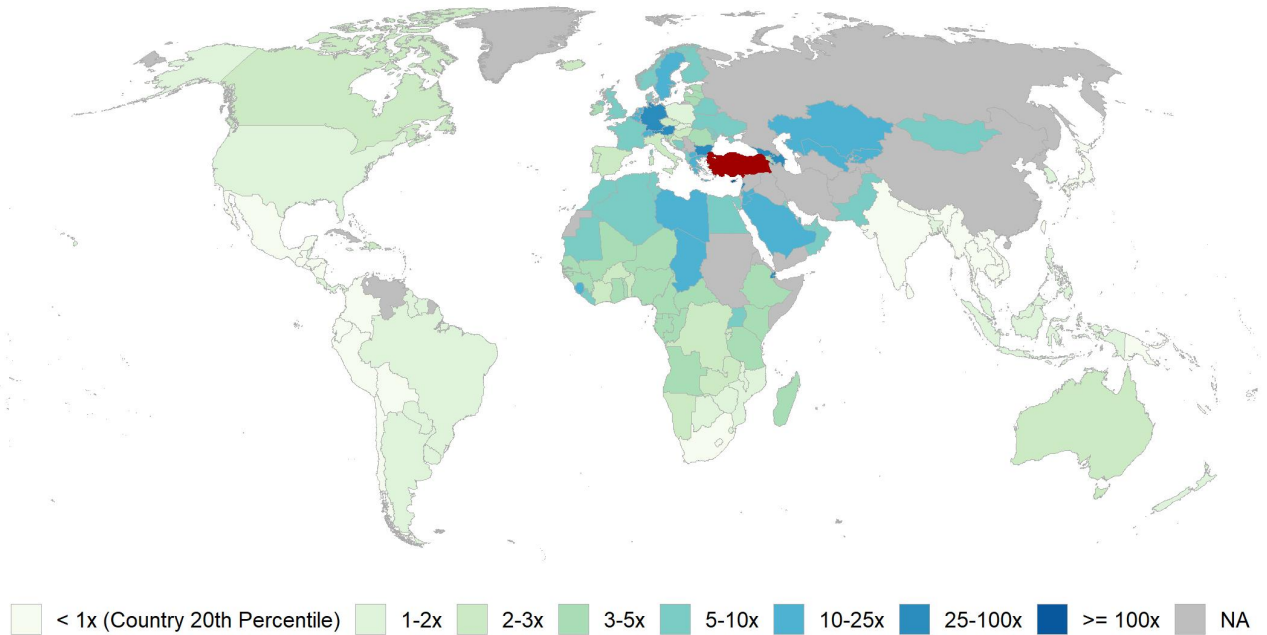 < 1x (Country 20th Percentile) 1-2x 2-3x 3-5x 5-10x 10-25x 25-100x >= 100x NA